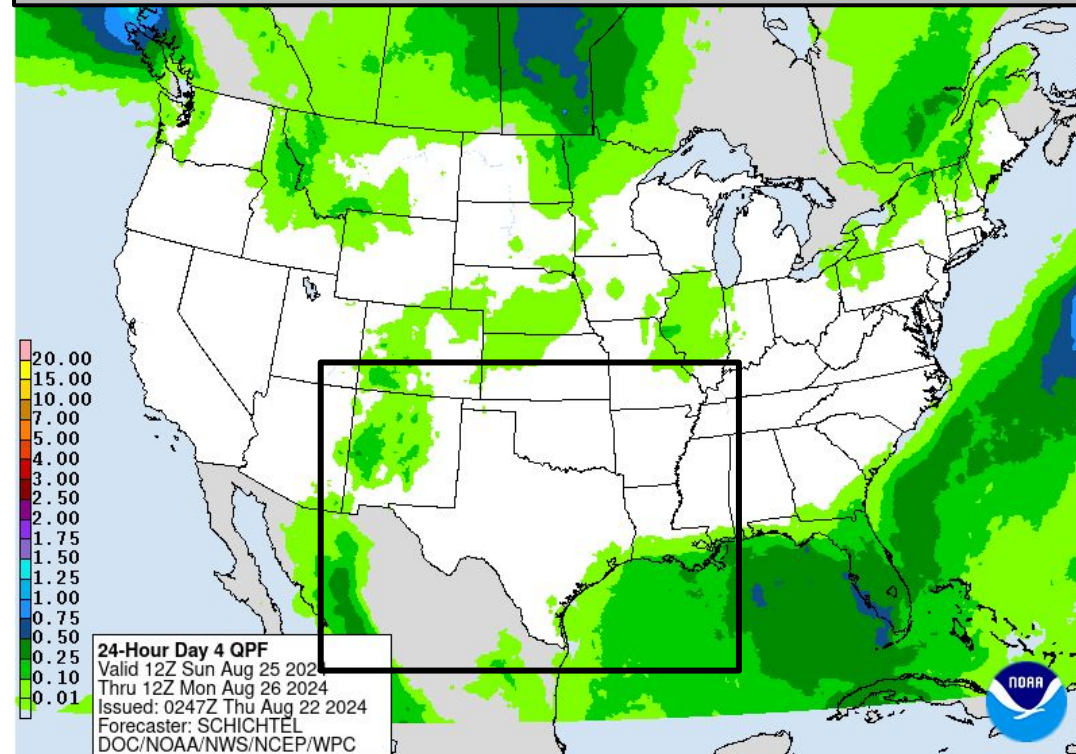 20.00
15.00
10.00
7.00
5.00
4.00
3.00
2.50
2.00
1.75
1.50
1.25
1.00
0.75
0.50
0.25
0.10
0.01
24-Hour Day 4 QPF
Valid 12Z Sun Aug 25 2024
Thru 12Z Mon Aug 26 2024
Issued: 0247Z Thu Aug 22 2024
Forecaster: SCHICHTEL
DOC/NOAA/NWS/NCEP/WPC
NOAA